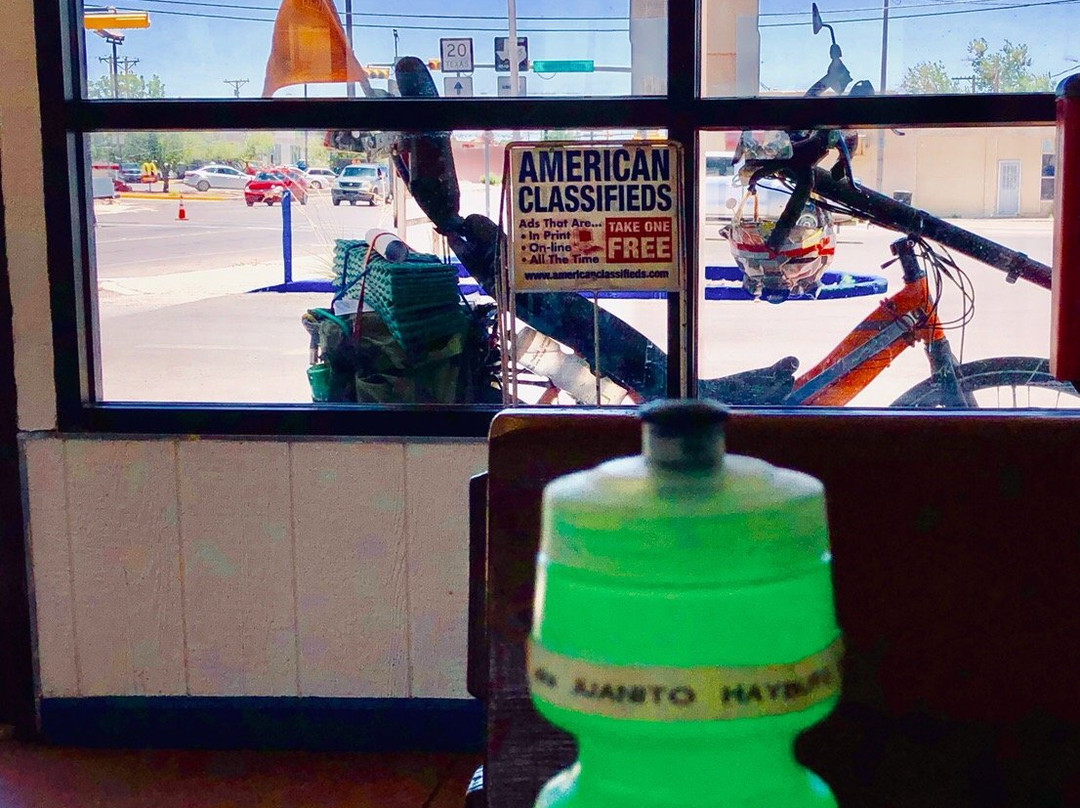 20
TEXAS
AMERICAN
CLASSIFIEDS
Ads That Are...
• In Print
• On-line
• All The Time
TAKE ONE
FREE
www.americanclassifieds.com
JUANITO